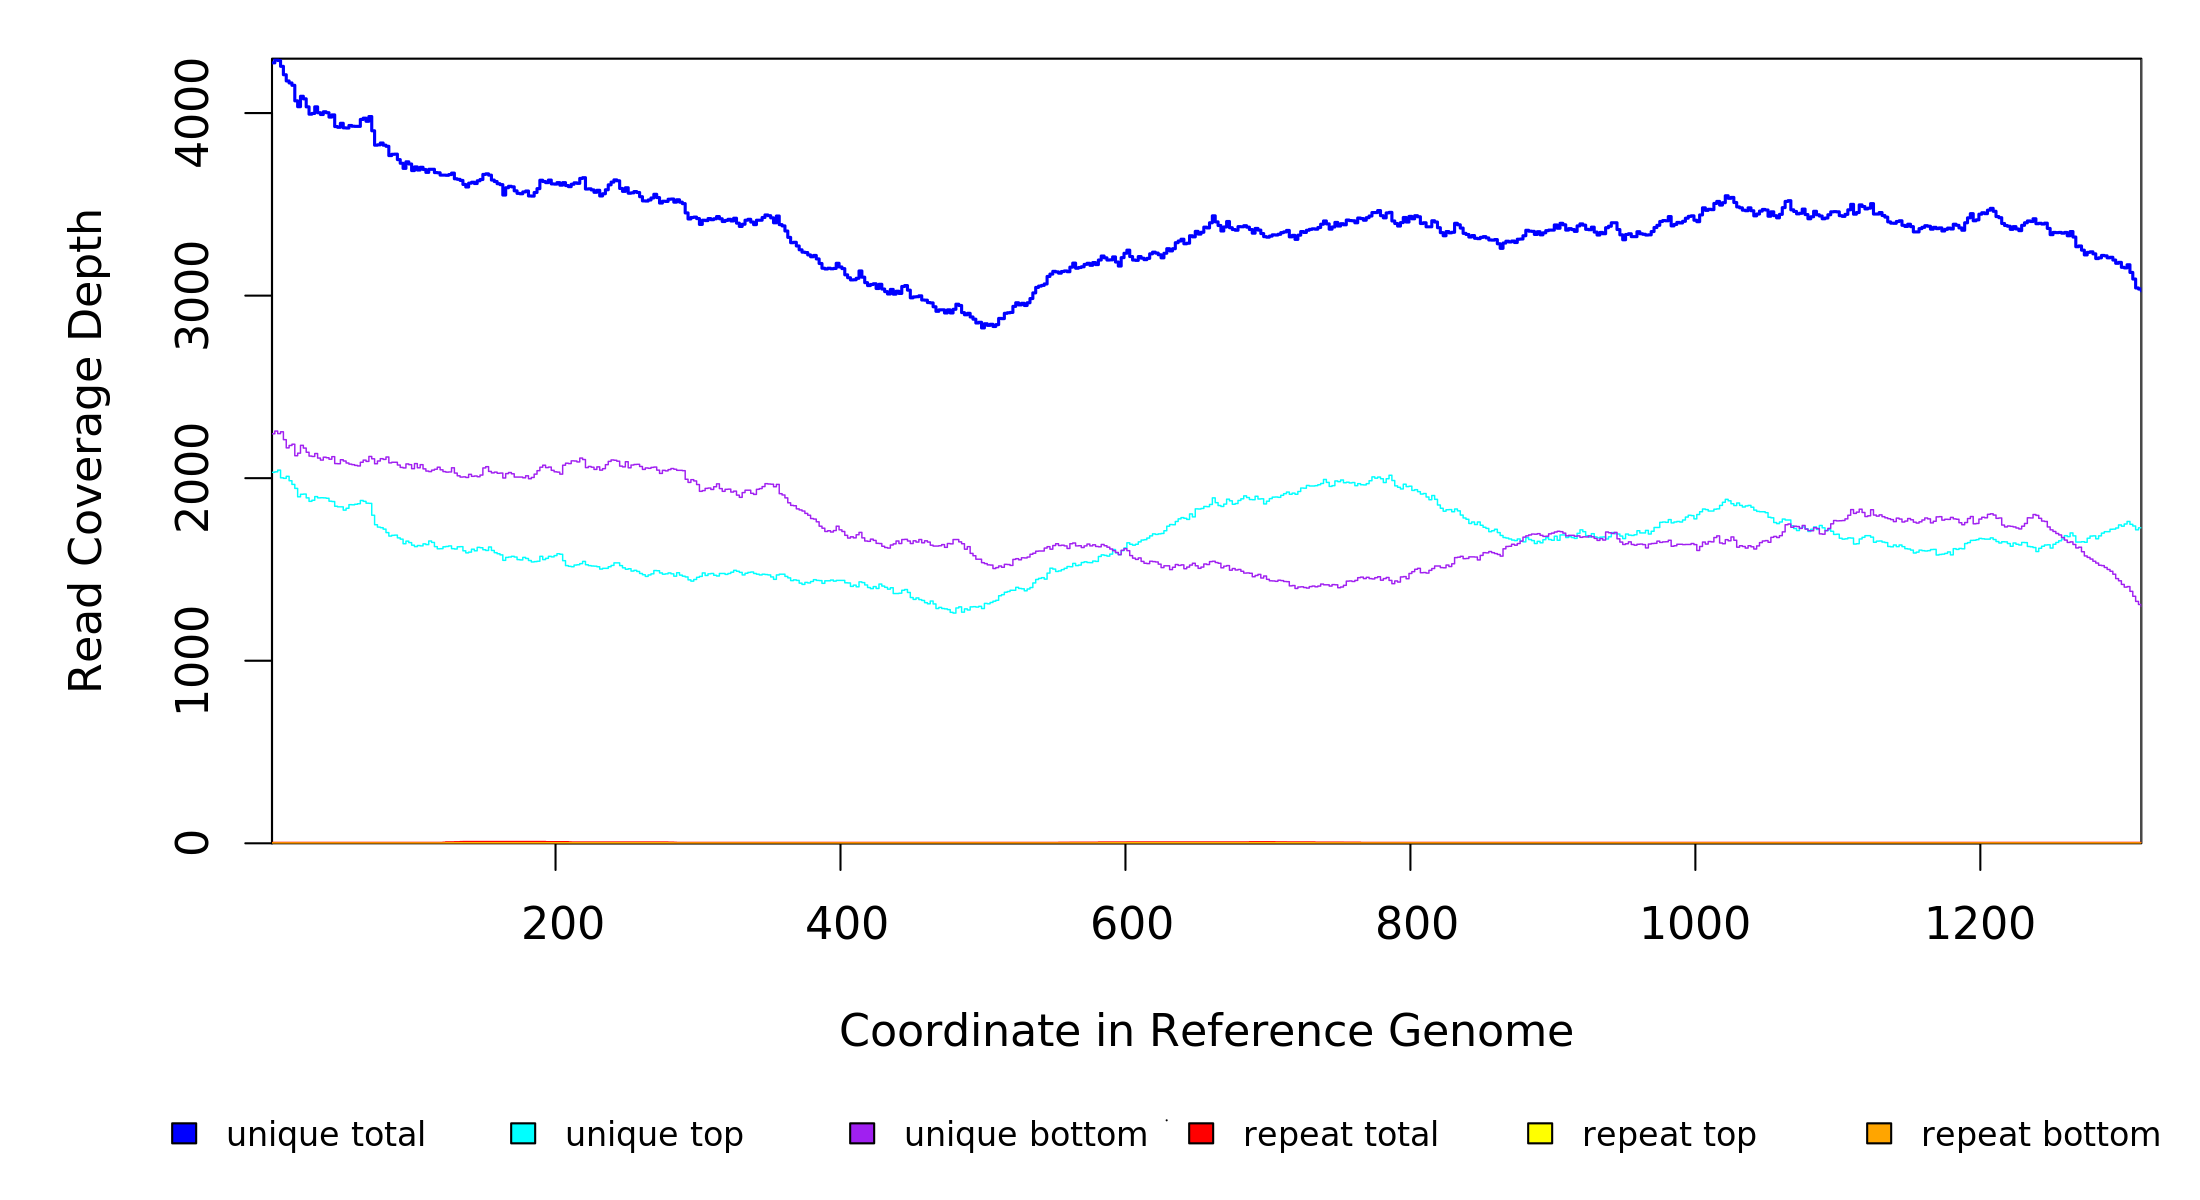 Read Coverage Depth
4000
3000
2000
1000
0
200 400 600 800 1000 1200
Coordinate in Reference Genome
unique total unique top unique bottom repeat total repeat top repeat bottom